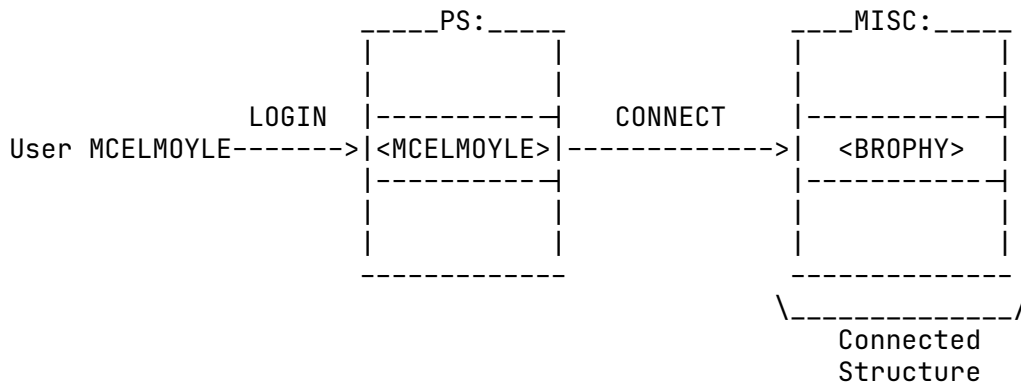 PS: MISC:
LOGIN CONNECT
User MCELMOYLE <MCELMOYLE> <BROPHY>
Connected
Structure